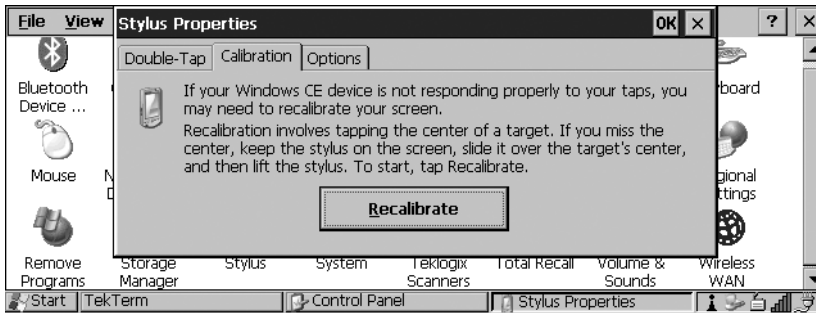 File View
Stylus Properties
OK
?
Double-Tap Calibration Options
Bluetooth
Device ...
If your Windows CE device is not responding properly to your taps, you
may need to recalibrate your screen.
Recalibration involves tapping the center of a target. If you miss the
center, keep the stylus on the screen, slide it over the target's center,
and then lift the stylus. To start, tap Recalibrate.
Recalibrate
Mouse
Remove
Programs
Storage
Manager
Stylus
System
Teklogix
Scanners
Total Recall
Volume &
Sounds
Wireless
WAN
Start TekTerm Control Panel Stylus Properties